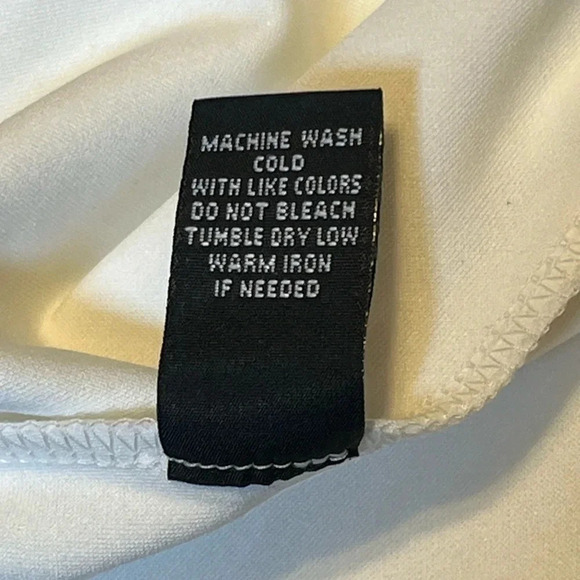 MACHINE WASH
COLD
WITH LIKE COLORS
DO NOT BLEACH
TUMBLE DRY LOW
WARM IRON
IF NEEDED